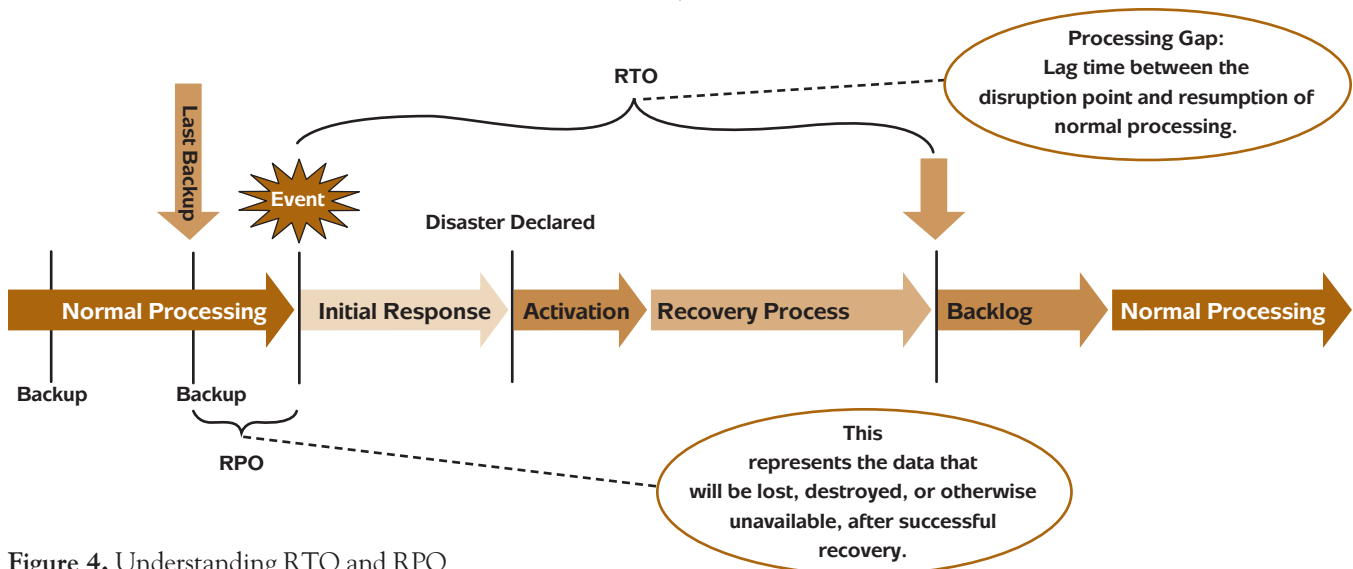 Processing Gap:
Lag time between the
disruption point and resumption of
normal processing.
RTO
Last Backup
Event
Disaster Declared
Normal Processing
Initial Response
Activation
Recovery Process
Backlog
Normal Processing
Backup
Backup
RPO
This
represents the data that
will be lost, destroyed, or otherwise
unavailable, after successful
recovery.
Figure 4. Understanding RTO and RPO